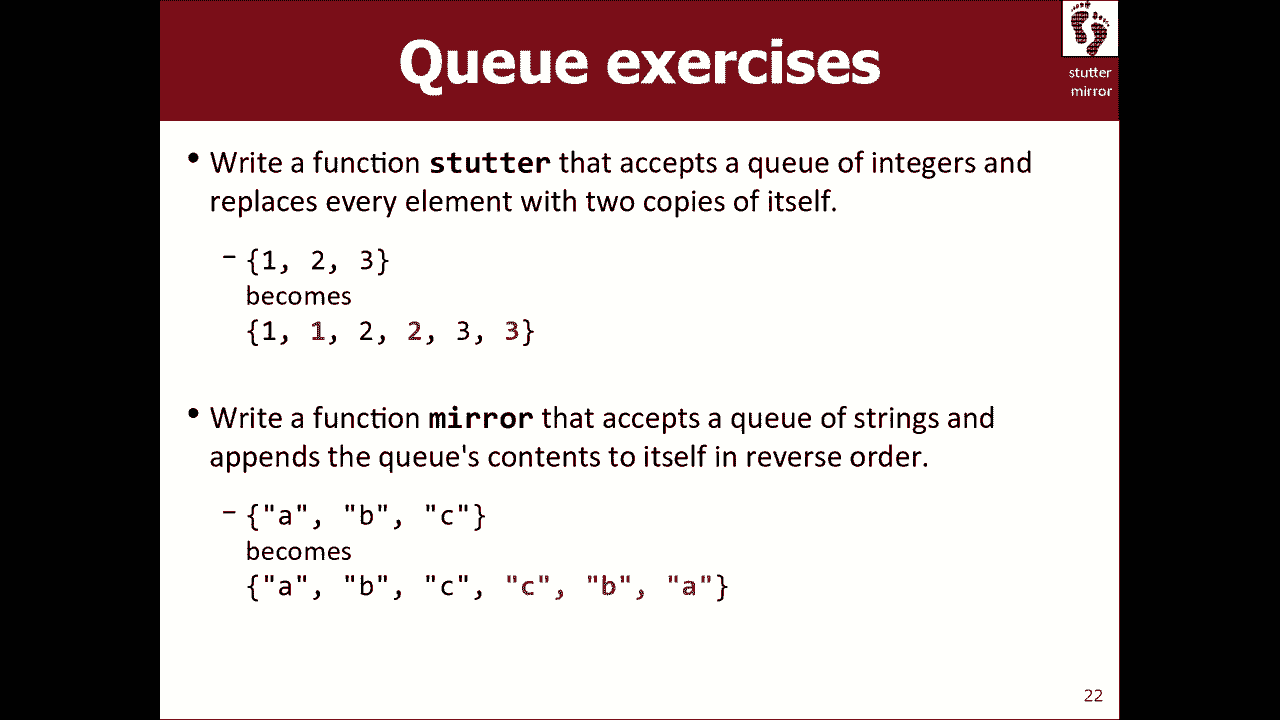 Queue exercises
stutter
mirror
• Write a function stutter that accepts a queue of integers and
replaces every element with two copies of itself.
– {1, 2, 3}
becomes
{1, 1, 2, 2, 3, 3}
• Write a function mirror that accepts a queue of strings and
appends the queue's contents to itself in reverse order.
– {"a", "b", "c"}
becomes
{"a", "b", "c", "c", "b", "a"}
22